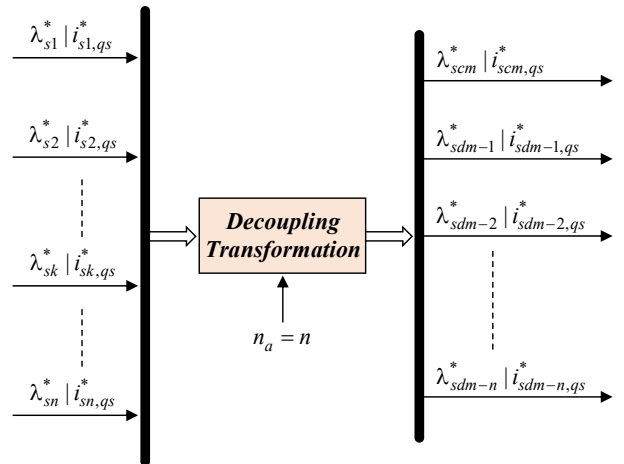 λ*s1 | i*s1,qs
λ*s2 | i*s2,qs
λ*sk | i*sk,qs
λ*sn | i*sn,qs
Decoupling
Transformation
n_a = n
λ*scm | i*scm,qs
λ*sdm−1 | i*sdm−1,qs
λ*sdm−2 | i*sdm−2,qs
λ*sdm−n | i*sdm−n,qs